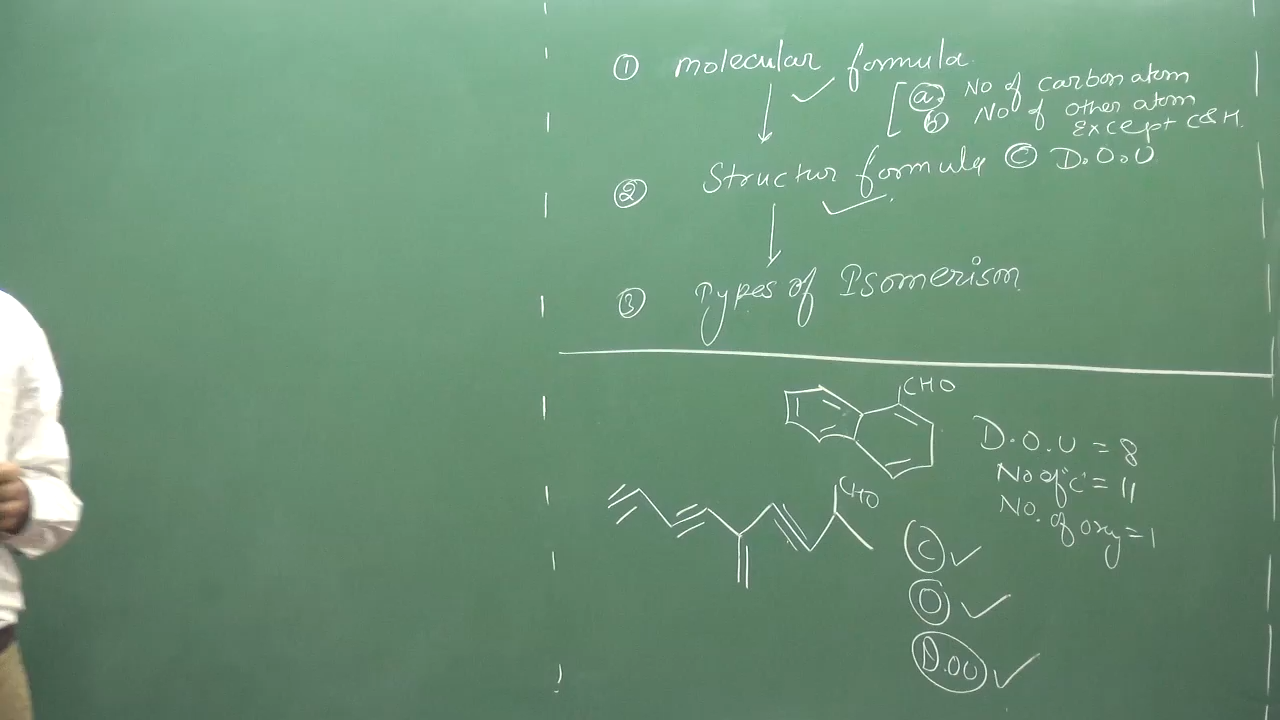 ① molecular formula
ⓐ No of carbon atom
ⓑ No of other atom
Except C & H.
② Structur formula ⓒ D.O.U
③ Types of Isomerism
CHO
D.O.U = 8
No of "C" = 11
No. of oxy = 1
CHO
C
O
D.OU